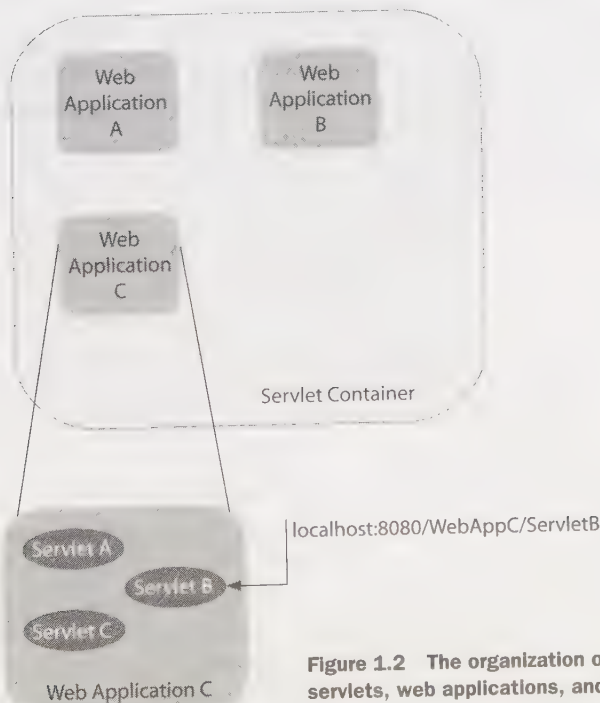 Web
Application
A
Web
Application
B
Web
Application
C
Servlet Container
localhost:8080/WebAppC/ServletB
Servlet A
Servlet B
Servlet C
Web Application C
Figure 1.2 The organization o
servlets, web applications, and